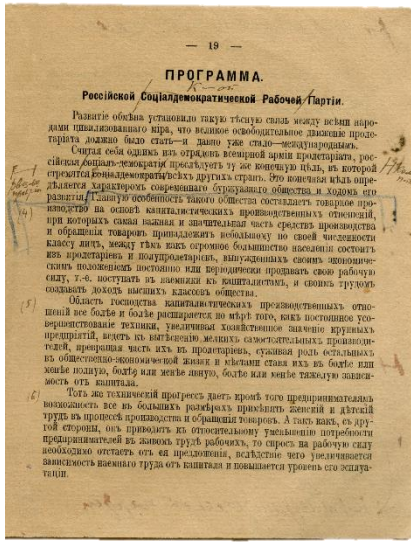 — 19 —
ПРОГРАММА.
Россійской Соціалдемократической Рабочей Партіи.
Развитіе обмѣна установило такую тѣсную связь между всѣми наро-
дами цивилизованнаго міра, что великое освободительное движеніе проле-
таріата должно было стать—и давно уже стало—международнымъ.
Считая себя однимъ изъ отрядовъ всемірной арміи пролетаріата, рос-
сійская соціаль-демократія преслѣдуетъ ту же конечную цѣль, къ которой
стремятся соціалдемократы всѣхъ другихъ странъ. Эта конечная цѣль опре-
дѣляется характеромъ современнаго буржуазнаго общества и ходомъ его
развитія. Главную особенность такого общества составляетъ товарное про-
изводство на основѣ капиталистическихъ производственныхъ отношеній,
при которыхъ самая важная и значительная часть средствъ производства
и обращенія товаровъ принадлежитъ небольшому по своей численности
классу лицъ, между тѣмъ какъ огромное большинство населенія состоитъ
изъ пролетаріевъ и полупролетаріевъ, вынужденныхъ своимъ экономиче-
скимъ положеніемъ постоянно или періодически продавать свою рабочую
силу, т.-е. поступать въ наемники къ капиталистамъ, и своимъ трудомъ
создавать доходъ высшихъ классовъ общества.
(5) Область господства капиталистическихъ производственныхъ отно-
шеній все болѣе и болѣе расширяется по мѣрѣ того, какъ постоянное усо-
вершенствованіе техники, увеличивая хозяйственное значеніе крупныхъ
предпріятій, ведетъ къ вытѣсненію мелкихъ самостоятельныхъ производи-
телей, превращая часть ихъ въ пролетаріевъ, суживая роль остальныхъ
въ общественно-экономической жизни и мѣстами ставя ихъ въ болѣе или
менѣе полную, болѣе или менѣе явную, болѣе или менѣе тяжелую зависи-
мость отъ капитала.
(6) Тотъ же техническій прогрессъ даетъ кромѣ того предпринимателямъ
возможность все въ большихъ размѣрахъ примѣнять женскій и дѣтскій
трудъ въ процессѣ производства и обращенія товаровъ. А такъ какъ, съ дру-
гой стороны, онъ приводитъ къ относительному уменьшенію потребности
предпринимателей въ живомъ трудѣ рабочихъ, то спросъ на рабочую силу
необходимо отстаетъ отъ ея предложенія, вслѣдствіе чего увеличивается
зависимость наемнаго труда отъ капитала и повышается уровень его эксплуа-
таціи.